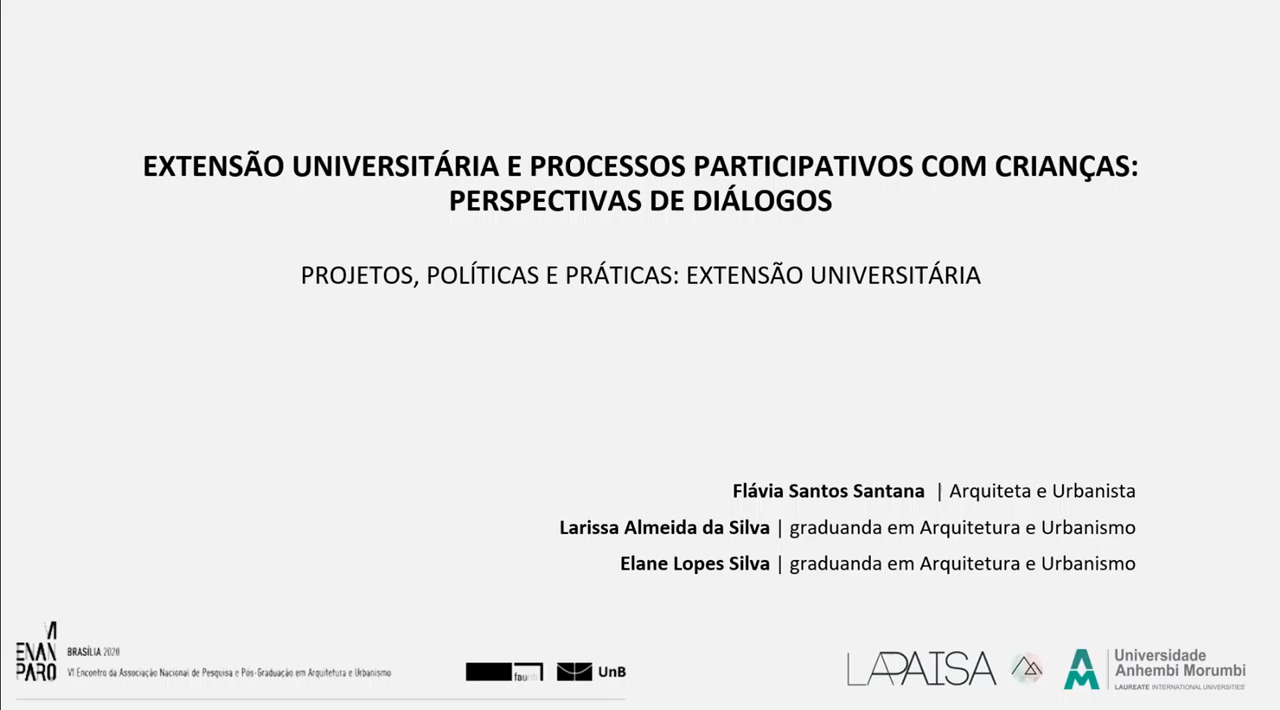 EXTENSÃO UNIVERSITÁRIA E PROCESSOS PARTICIPATIVOS COM CRIANÇAS:
PERSPECTIVAS DE DIÁLOGOS
PROJETOS, POLÍTICAS E PRÁTICAS: EXTENSÃO UNIVERSITÁRIA
Flávia Santos Santana | Arquiteta e Urbanista
Larissa Almeida da Silva | graduanda em Arquitetura e Urbanismo
Elane Lopes Silva | graduanda em Arquitetura e Urbanismo
VI
ENAN
PARQ
BRASÍLIA 2020
VI Encontro da Associação Nacional de Pesquisa e Pós-Graduação em Arquitetura e Urbanismo
fauunb
UnB
LAPAISA
Universidade
Anhembi Morumbi
LAUREATE INTERNATIONAL UNIVERSITIES